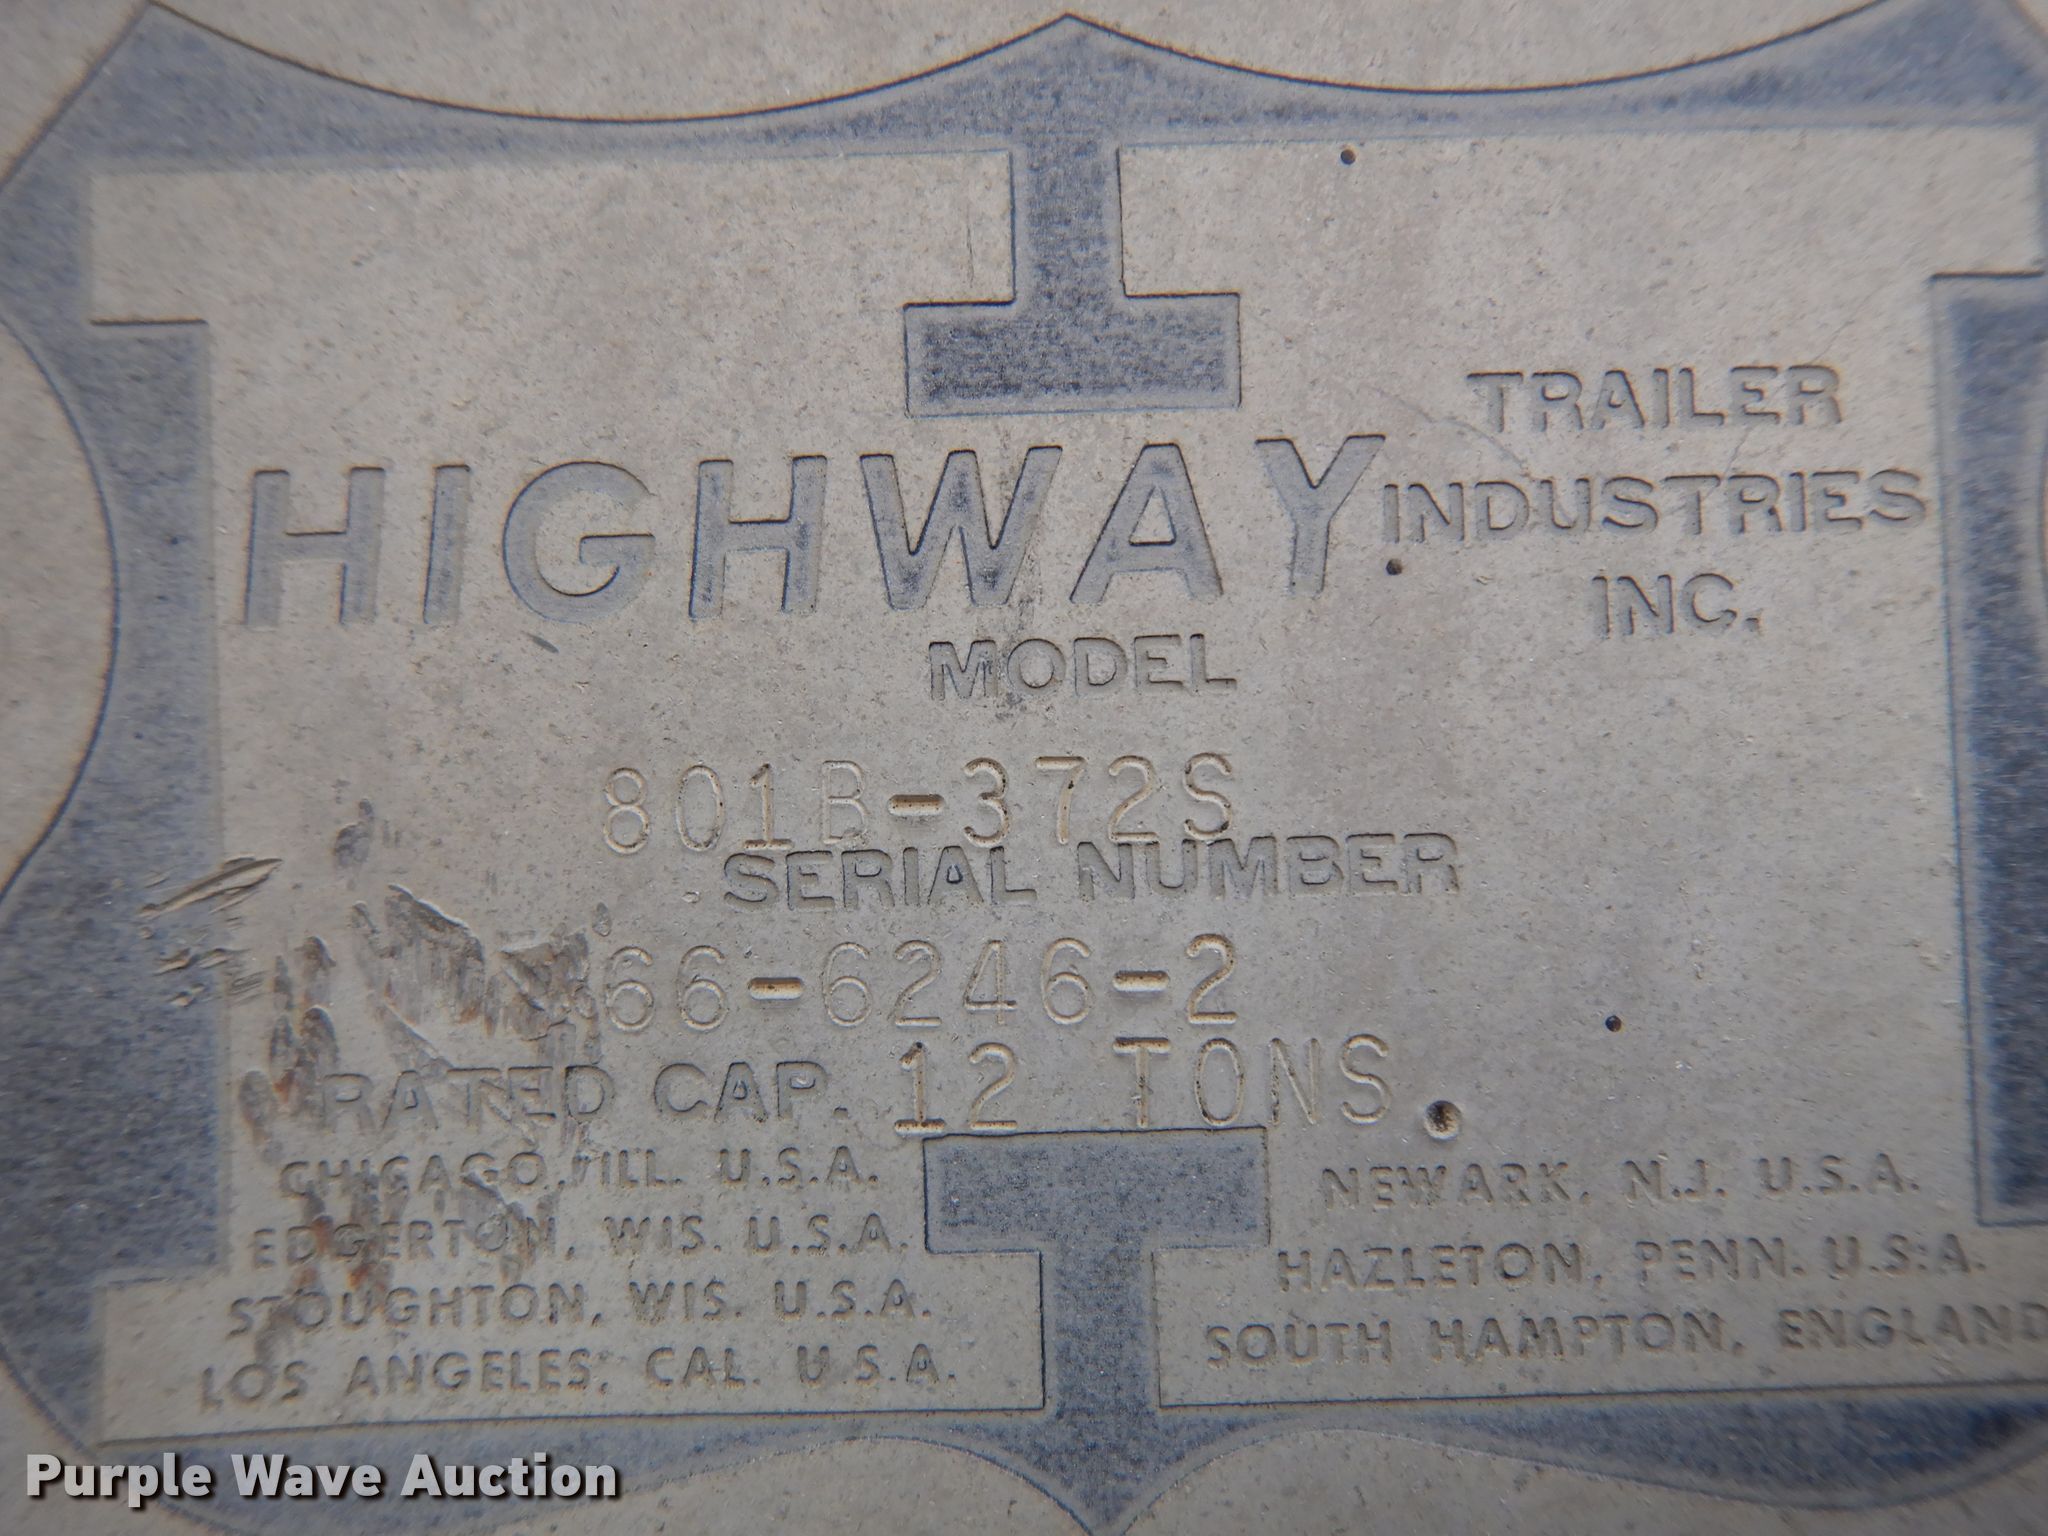 HIGHWAY
TRAILER
INDUSTRIES
INC.
MODEL
801B-372S
SERIAL NUMBER
66-6246-2
RATED CAP. 12 TONS.
CHICAGO, ILL. U.S.A.
EDGERTON, WIS. U.S.A.
STOUGHTON, WIS. U.S.A.
LOS ANGELES, CAL. U.S.A.
NEWARK, N.J. U.S.A.
HAZLETON, PENN. U.S.A.
SOUTH HAMPTON, ENGLAND
Purple Wave Auction